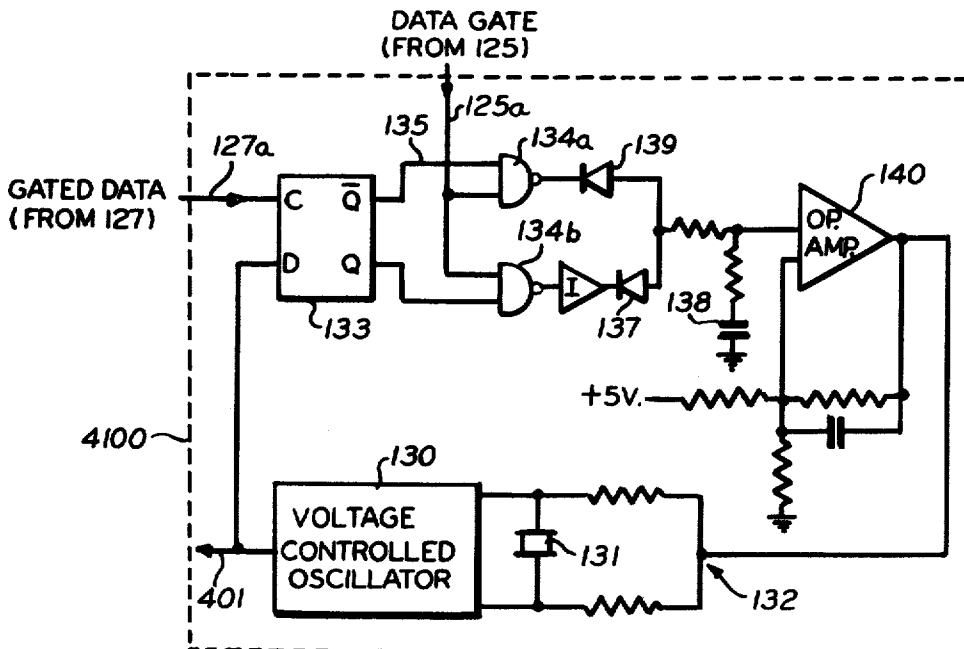 DATA GATE
(FROM 125)
125a
135
134a
139
127a
GATED DATA
(FROM 127)
C
Q̅
D
Q
133
134b
I
137
138
140
OP.
AMP.
+5V.
4100
130
VOLTAGE
CONTROLLED
OSCILLATOR
131
132
401